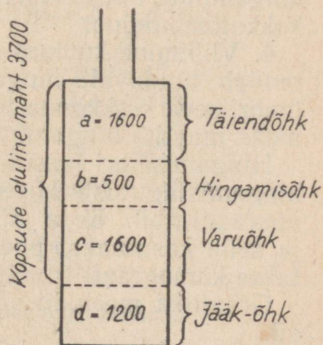 Kopsude eluline maht 3700
a = 1600
Täiendõhk
b = 500
Hingamisõhk
c = 1600
Varuõhk
d = 1200
Jääk-õhk